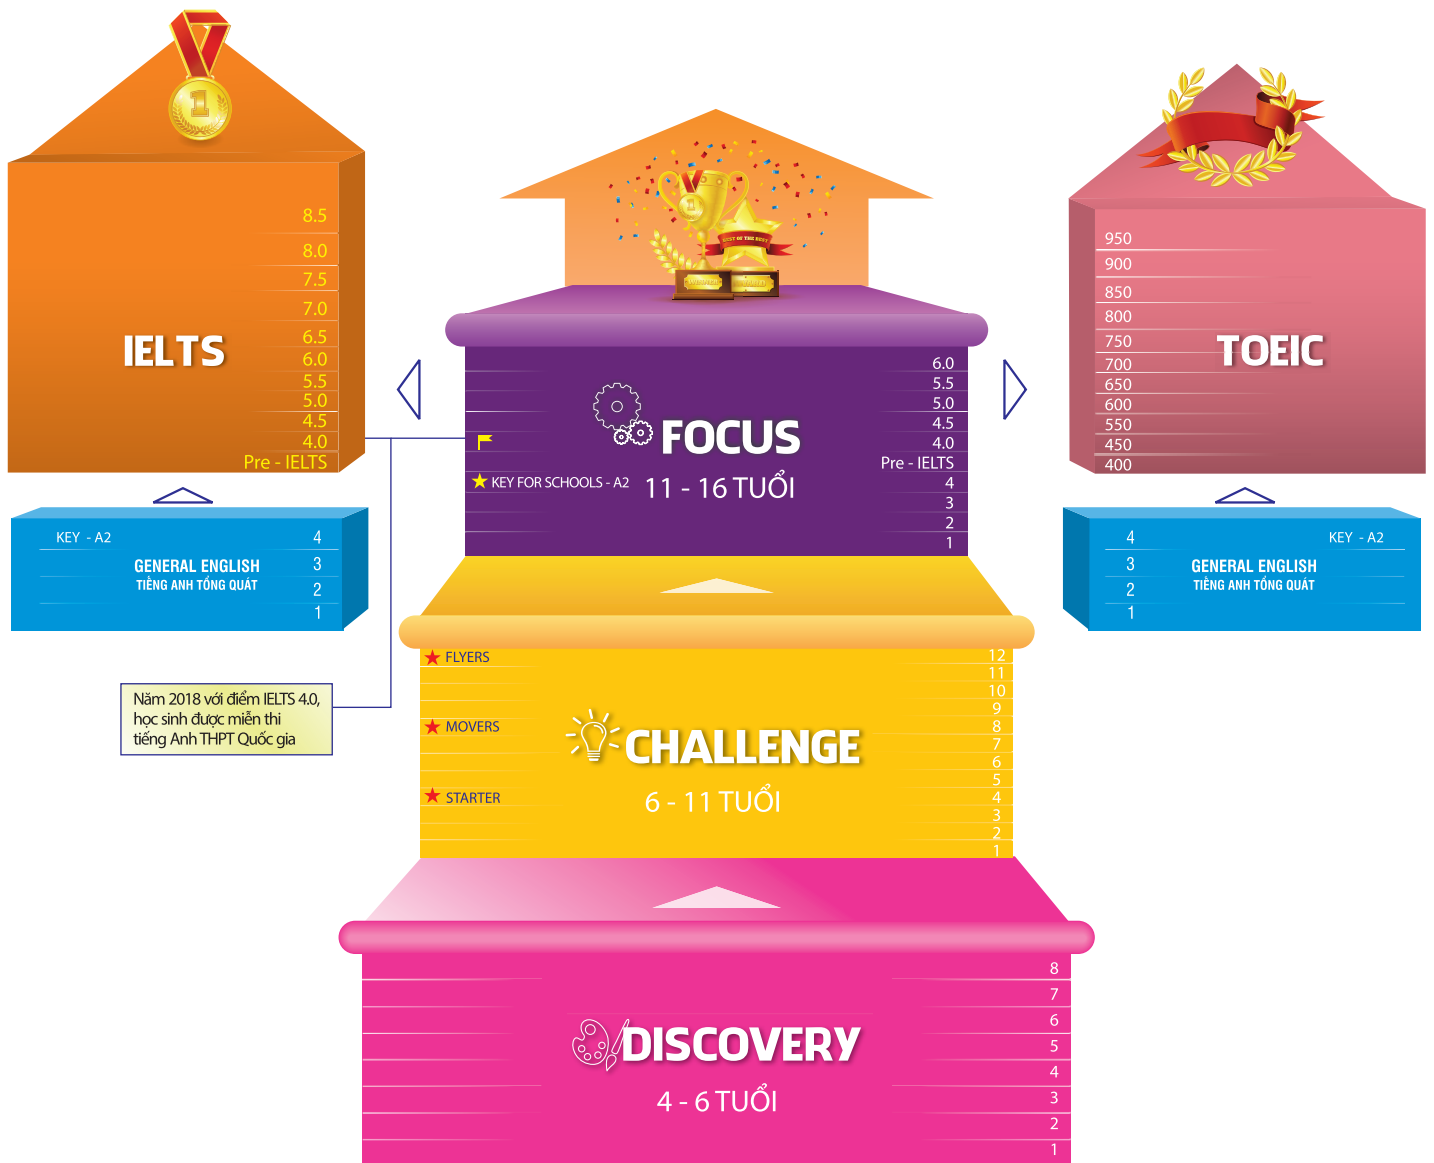 1
8.5
8.0
7.5
7.0
6.5
6.0
5.5
5.0
4.5
4.0
Pre - IELTS
IELTS
KEY - A2
4
3
2
1
GENERAL ENGLISH
TIẾNG ANH TỔNG QUÁT
Năm 2018 với điểm IELTS 4.0,
học sinh được miễn thi
tiếng Anh THPT Quốc gia
1
BEST OF THE BEST
6.0
5.5
5.0
4.5
4.0
Pre - IELTS
4
3
2
1
FOCUS
11 - 16 TUỔI
KEY FOR SCHOOLS - A2
FLYERS
MOVERS
STARTER
CHALLENGE
6 - 11 TUỔI
12
11
10
9
8
7
6
5
4
3
2
1
DISCOVERY
4 - 6 TUỔI
8
7
6
5
4
3
2
1
950
900
850
800
750
700
650
600
550
450
400
TOEIC
4
3
2
1
KEY - A2
GENERAL ENGLISH
TIẾNG ANH TỔNG QUÁT